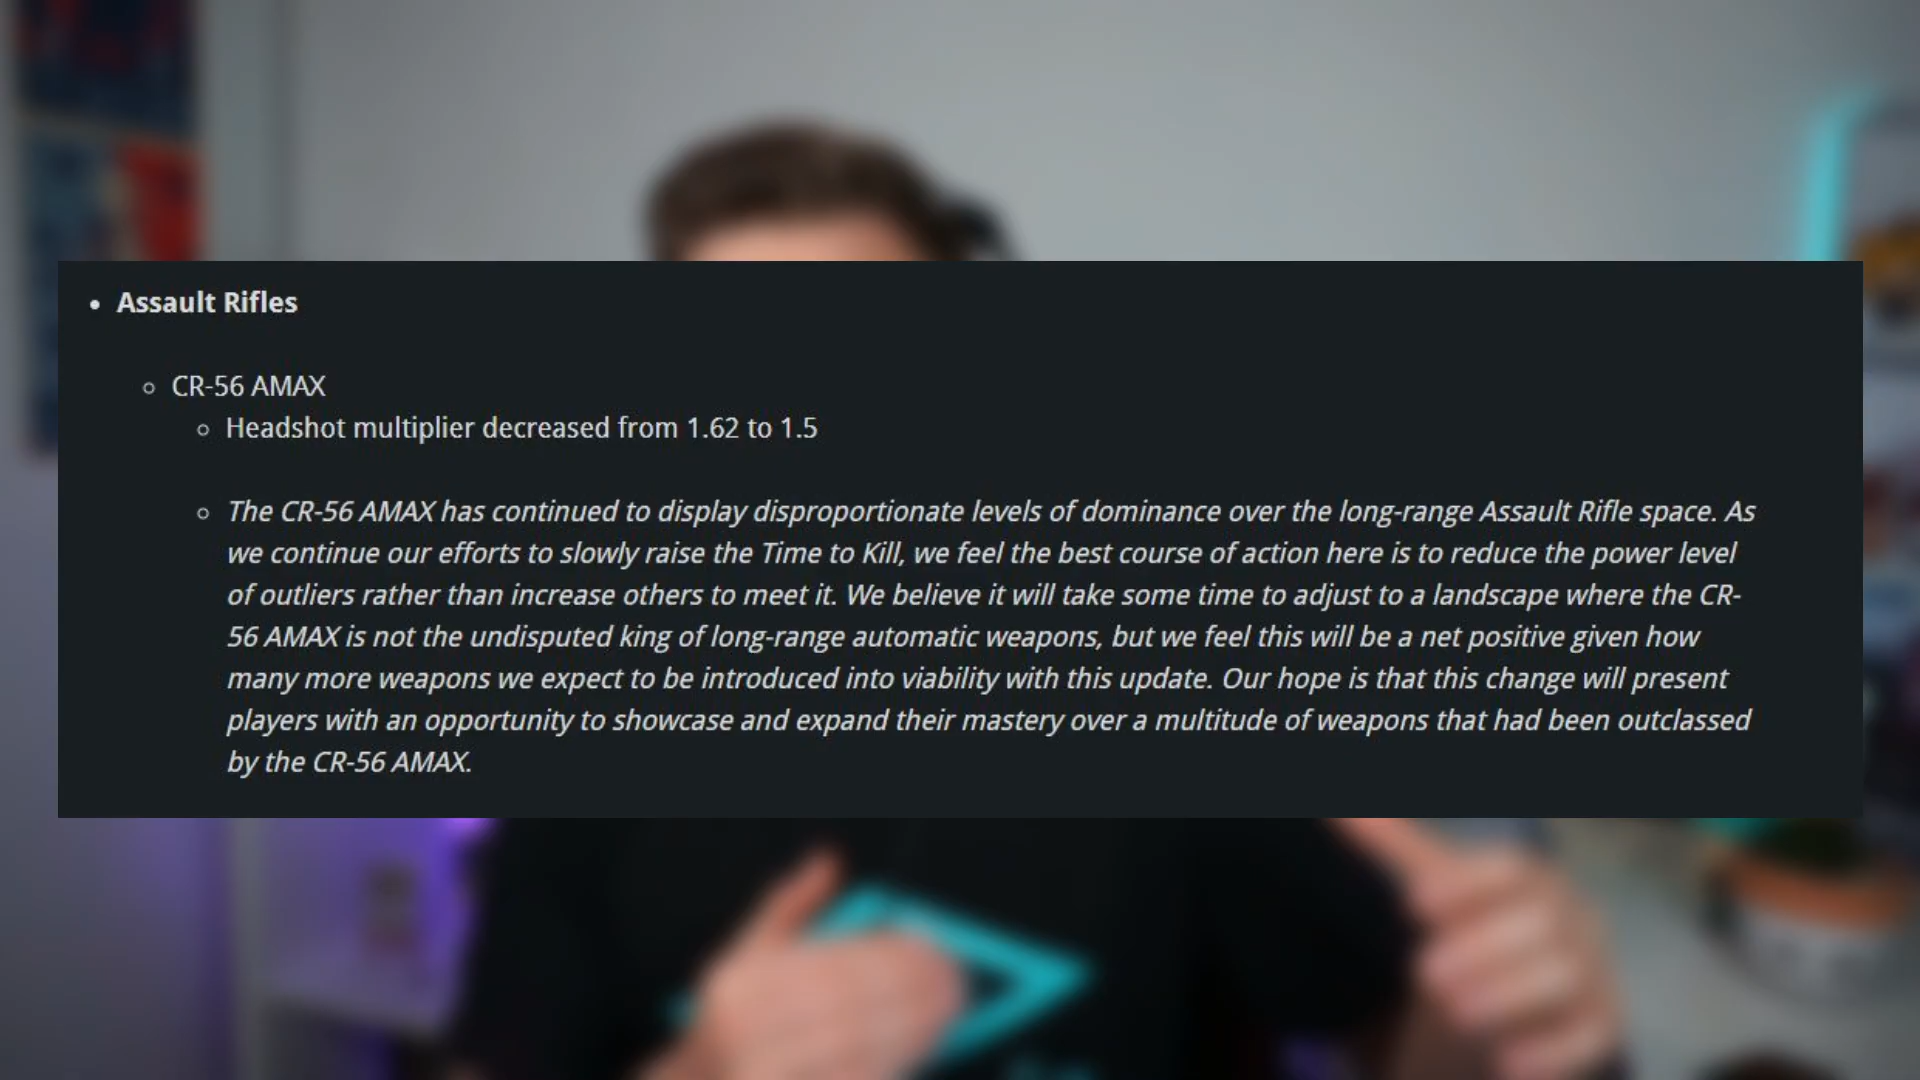 Assault Rifles
CR-56 AMAX
Headshot multiplier decreased from 1.62 to 1.5
The CR-56 AMAX has continued to display disproportionate levels of dominance over the long-range Assault Rifle space. As
we continue our efforts to slowly raise the Time to Kill, we feel the best course of action here is to reduce the power level
of outliers rather than increase others to meet it. We believe it will take some time to adjust to a landscape where the CR-
56 AMAX is not the undisputed king of long-range automatic weapons, but we feel this will be a net positive given how
many more weapons we expect to be introduced into viability with this update. Our hope is that this change will present
players with an opportunity to showcase and expand their mastery over a multitude of weapons that had been outclassed
by the CR-56 AMAX.